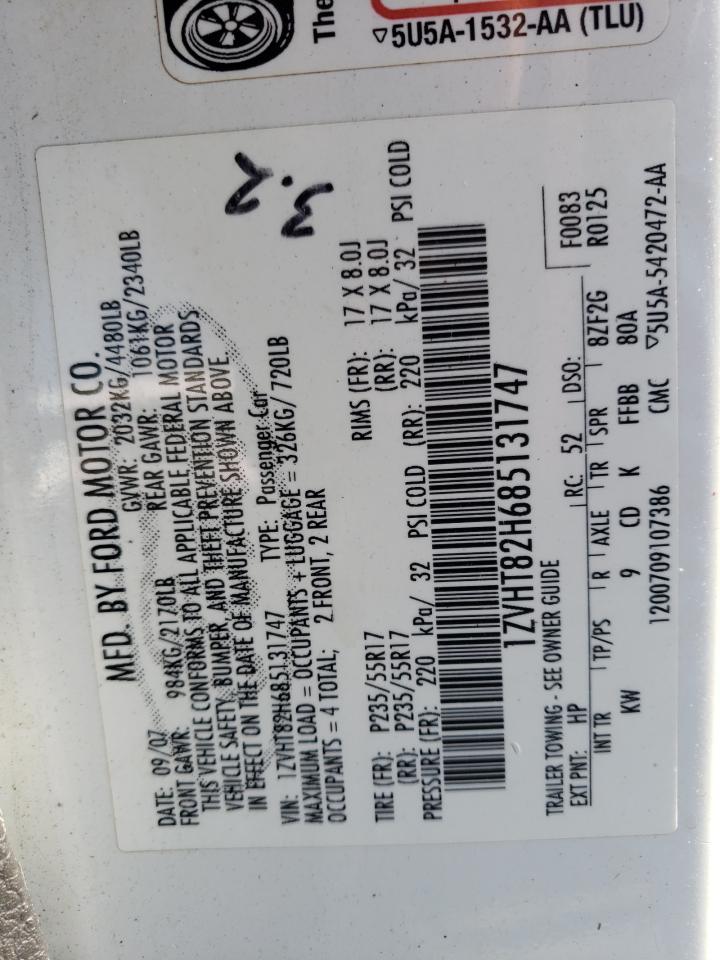 The
▽5U5A-1532-AA (TLU)
MFD. BY FORD MOTOR CO.
DATE: 09/07 GVWR: 2032KG/4480LB
FRONT GAWR: 984KG/2170LB REAR GAWR: 1061KG/2340LB
THIS VEHICLE CONFORMS TO ALL APPLICABLE FEDERAL MOTOR
VEHICLE SAFETY, BUMPER, AND THEFT PREVENTION STANDARDS
IN EFFECT ON THE DATE OF MANUFACTURE SHOWN ABOVE.
VIN: 1ZVHT82H685131747 TYPE: Passenger Car
MAXIMUM LOAD = OCCUPANTS + LUGGAGE = 326KG/ 720LB
OCCUPANTS = 4 TOTAL; 2 FRONT, 2 REAR
TIRE (FR): P235/55R17 RIMS (FR): 17 X 8.0J
(RR): P235/55R17 (RR): 17 X 8.0J
PRESSURE (FR): 220 kPa/ 32 PSI COLD (RR): 220 kPa/ 32 PSI COLD
1ZVHT82H685131747
TRAILER TOWING - SEE OWNER GUIDE
EXT PNT: HP RC: 52 DSO: F0083
INT TR TP/PS R AXLE TR SPR 8ZF2G R0125
KW 9 CD K FFBB 80A
1200709107386 CMC ▽5U5A-5420472-AA